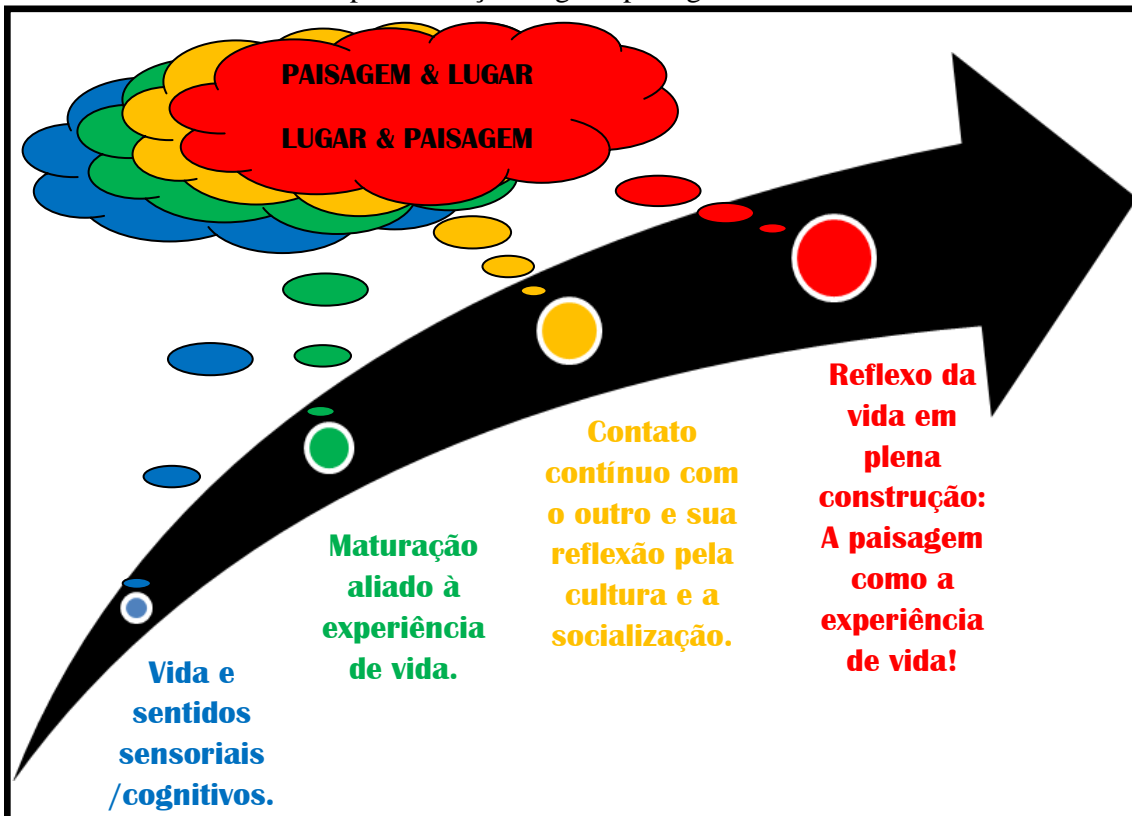 PAISAGEM & LUGAR
LUGAR & PAISAGEM
Vida e
sentidos
sensoriais
/cognitivos.
Maturação
aliado à
experiência
de vida.
Contato
contínuo com
o outro e sua
reflexão pela
cultura e a
socialização.
Reflexo da
vida em
plena
construção:
A paisagem
como a
experiência
de vida!